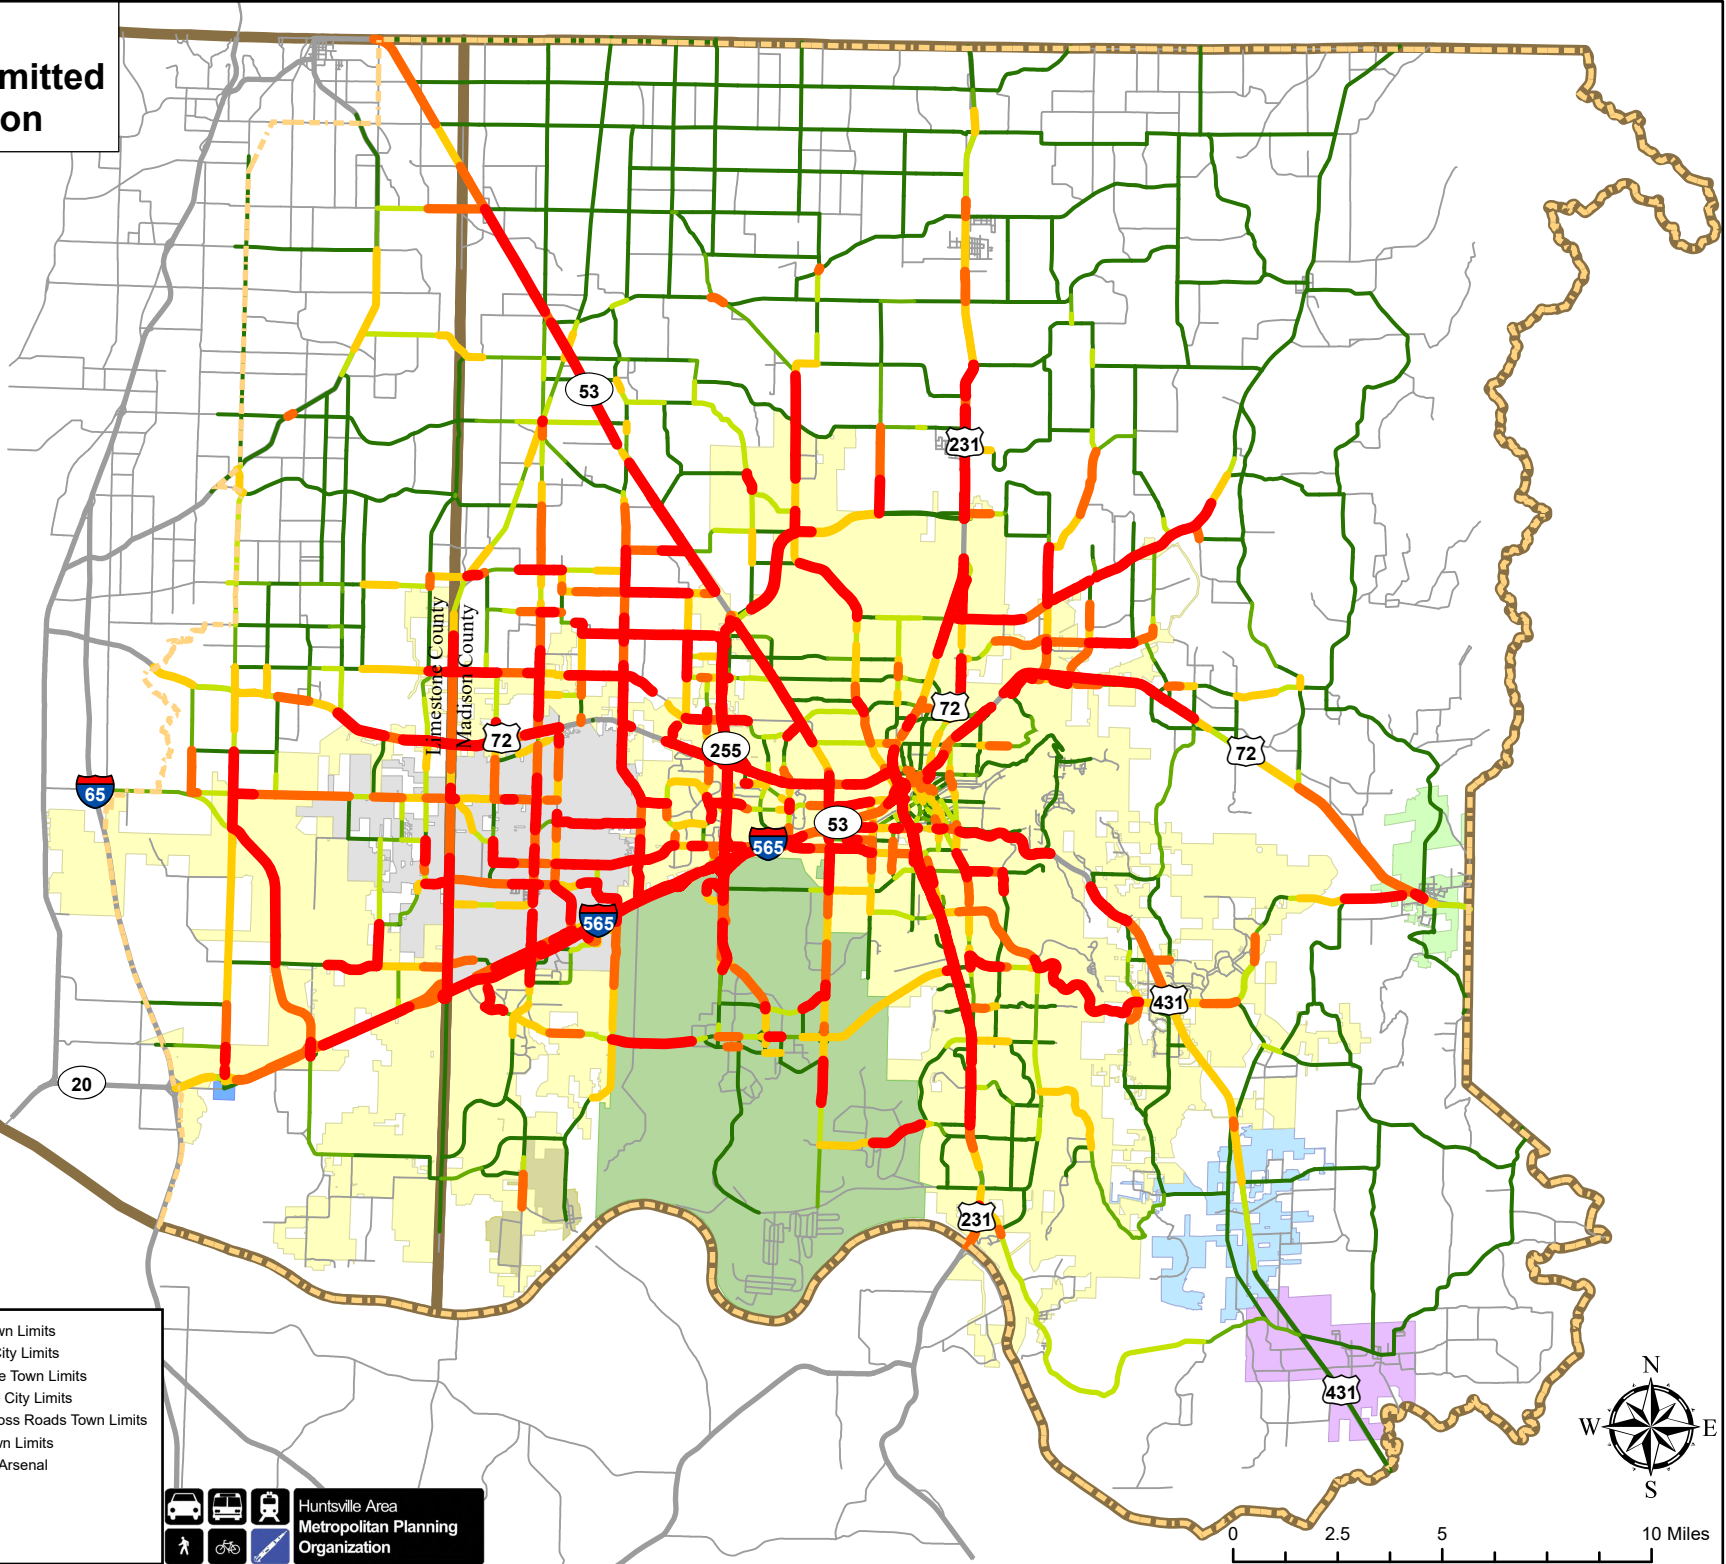 mitted
on
53
231
Limestone County
Madison County
72
72
255
72
65
53
565
565
431
20
231
431
wn Limits
City Limits
e Town Limits
City Limits
oss Roads Town Limits
wn Limits
Arsenal
Huntsville Area
Metropolitan Planning
Organization
N
W E
S
0 2.5 5 10 Miles